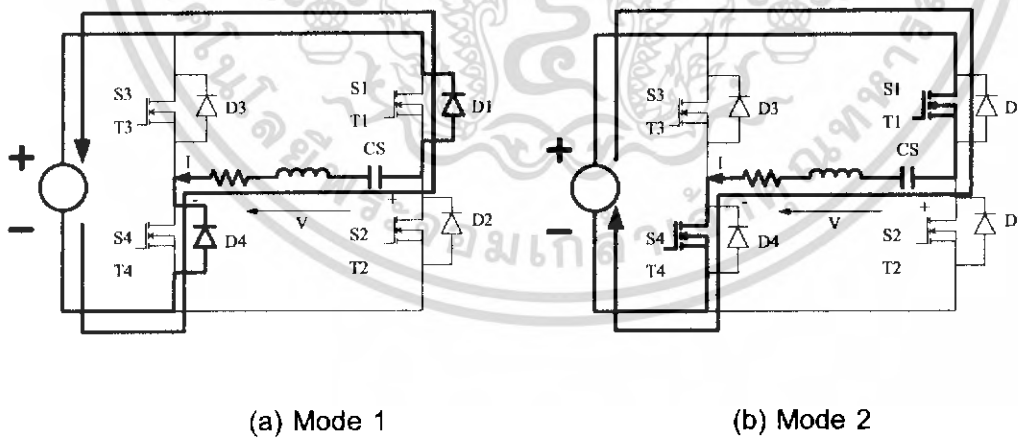 S3
D3
T3
S1
D1
T1
CS
+
I
-
V
+
-
S4
D4
T4
S2
D2
T2
S3
D3
T3
S1
D
T1
CS
+
I
-
V
+
-
S4
D4
T4
S2
D
T2
(a) Mode 1
(b) Mode 2